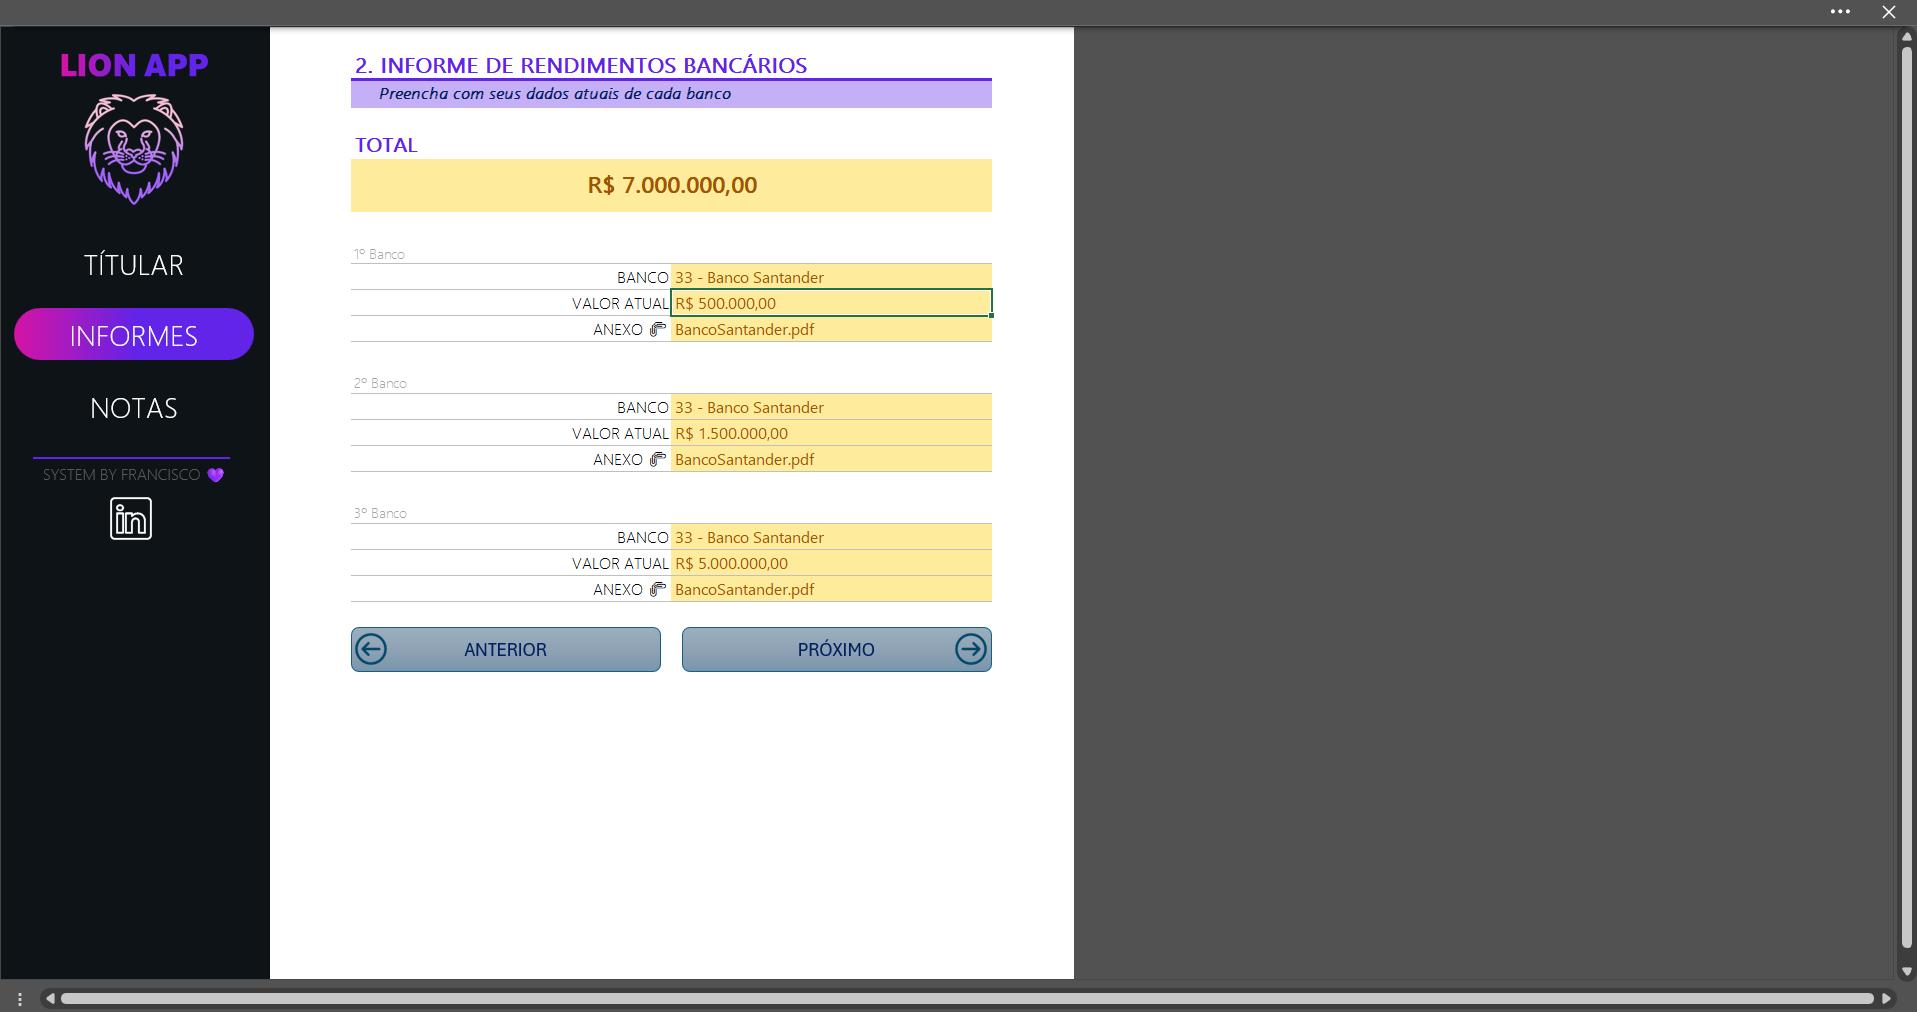 LION APP
TÍTULAR
INFORMES
NOTAS
SYSTEM BY FRANCISCO
in
2. INFORME DE RENDIMENTOS BANCÁRIOS
Preencha com seus dados atuais de cada banco
TOTAL
R$ 7.000.000,00
1º Banco
BANCO 33 - Banco Santander
VALOR ATUAL R$ 500.000,00
ANEXO BancoSantander.pdf
2º Banco
BANCO 33 - Banco Santander
VALOR ATUAL R$ 1.500.000,00
ANEXO BancoSantander.pdf
3º Banco
BANCO 33 - Banco Santander
VALOR ATUAL R$ 5.000.000,00
ANEXO BancoSantander.pdf
ANTERIOR PRÓXIMO